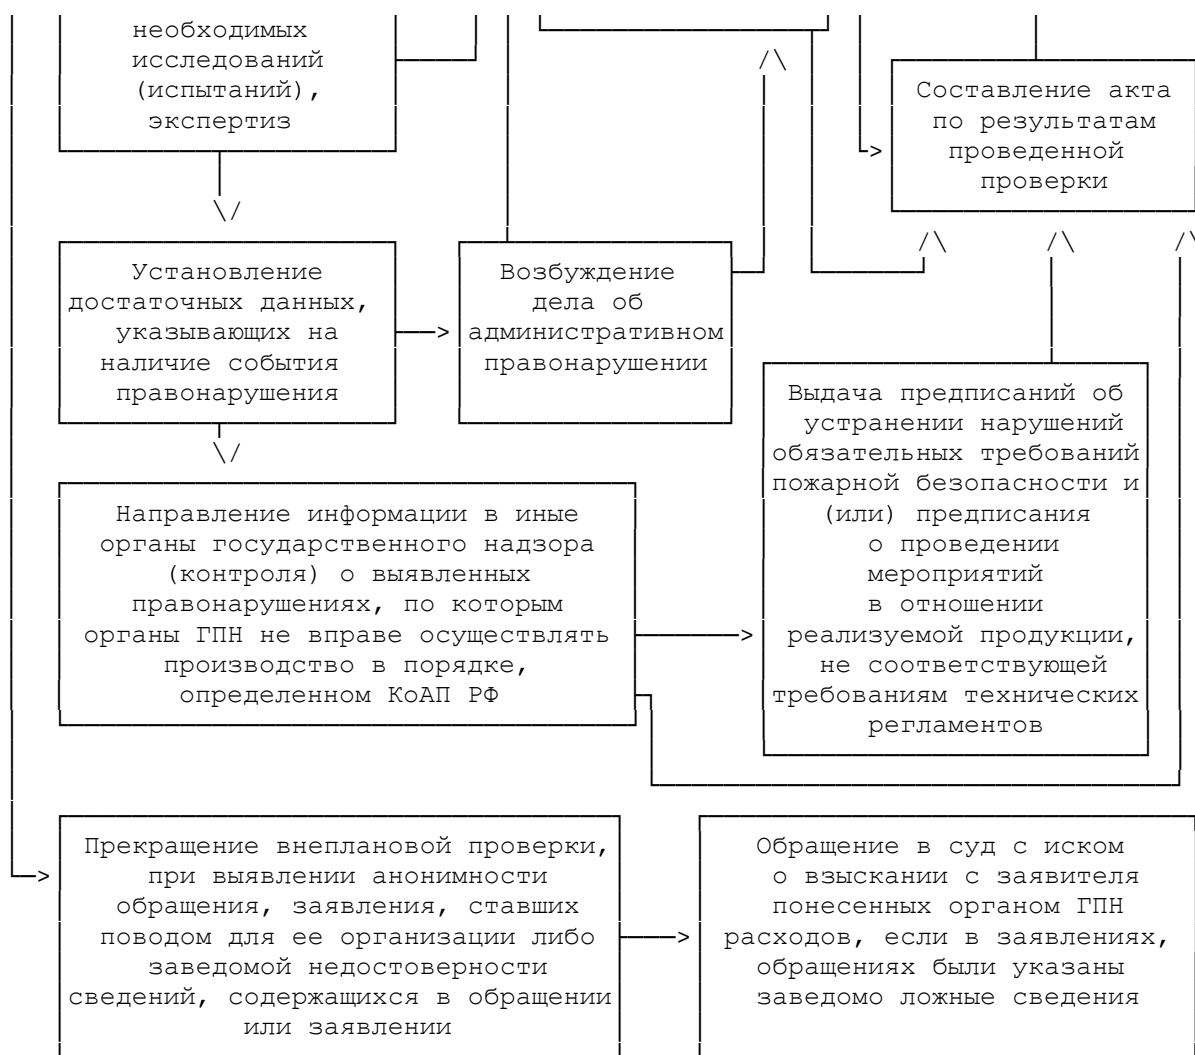 необходимых
исследований
(испытаний),
экспертиз
Составление акта
по результатам
проведенной
проверки
Установление
достаточных данных,
указывающих на
наличие события
правонарушения
Возбуждение
дела об
административном
правонарушении
Выдача предписаний об
устранении нарушений
обязательных требований
пожарной безопасности и
(или) предписания
о проведении
мероприятий
в отношении
реализуемой продукции,
не соответствующей
требованиям технических
регламентов
Направление информации в иные
органы государственного надзора
(контроля) о выявленных
правонарушениях, по которым
органы ГПН не вправе осуществлять
производство в порядке,
определенном КоАП РФ
Прекращение внеплановой проверки,
при выявлении анонимности
обращения, заявления, ставших
поводом для ее организации либо
заведомой недостоверности
сведений, содержащихся в обращении
или заявлении
Обращение в суд с иском
о взыскании с заявителя
понесенных органом ГПН
расходов, если в заявлениях,
обращениях были указаны
заведомо ложные сведения